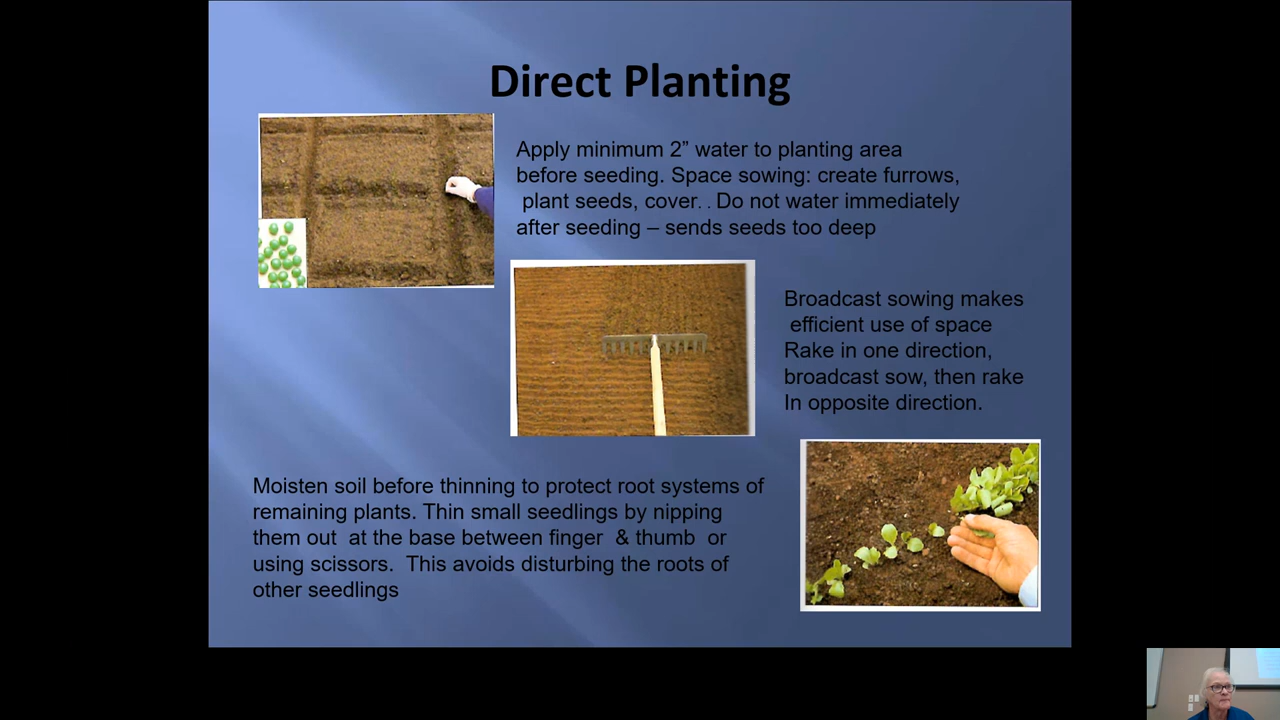 Direct Planting
Apply minimum 2” water to planting area
before seeding. Space sowing: create furrows,
plant seeds, cover. . Do not water immediately
after seeding – sends seeds too deep
Broadcast sowing makes
efficient use of space
Rake in one direction,
broadcast sow, then rake
In opposite direction.
Moisten soil before thinning to protect root systems of
remaining plants. Thin small seedlings by nipping
them out at the base between finger & thumb or
using scissors. This avoids disturbing the roots of
other seedlings